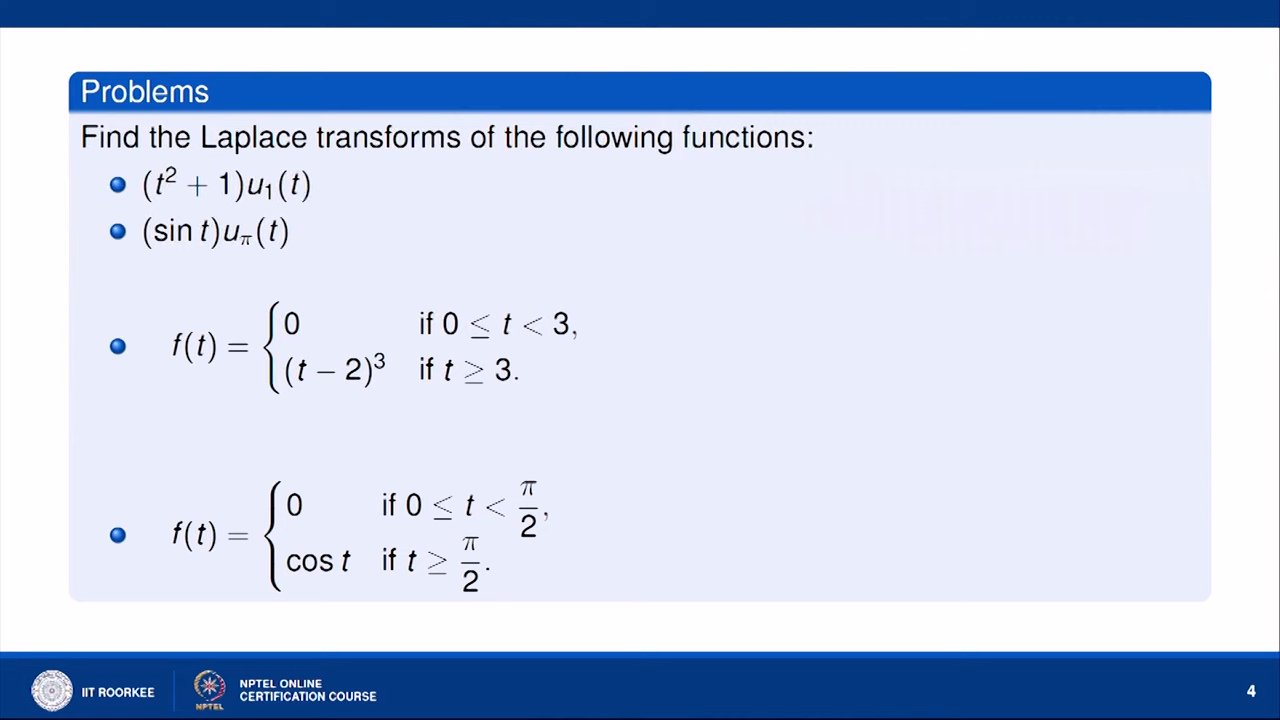 Problems
Find the Laplace transforms of the following functions:
(t² + 1)u₁(t)
(sin t)u_π(t)
f(t) = { 0 if 0 ≤ t < 3,
(t − 2)³ if t ≥ 3.
f(t) = { 0 if 0 ≤ t < π/2,
cos t if t ≥ π/2.
IIT ROORKEE
NPTEL
NPTEL ONLINE
CERTIFICATION COURSE
4